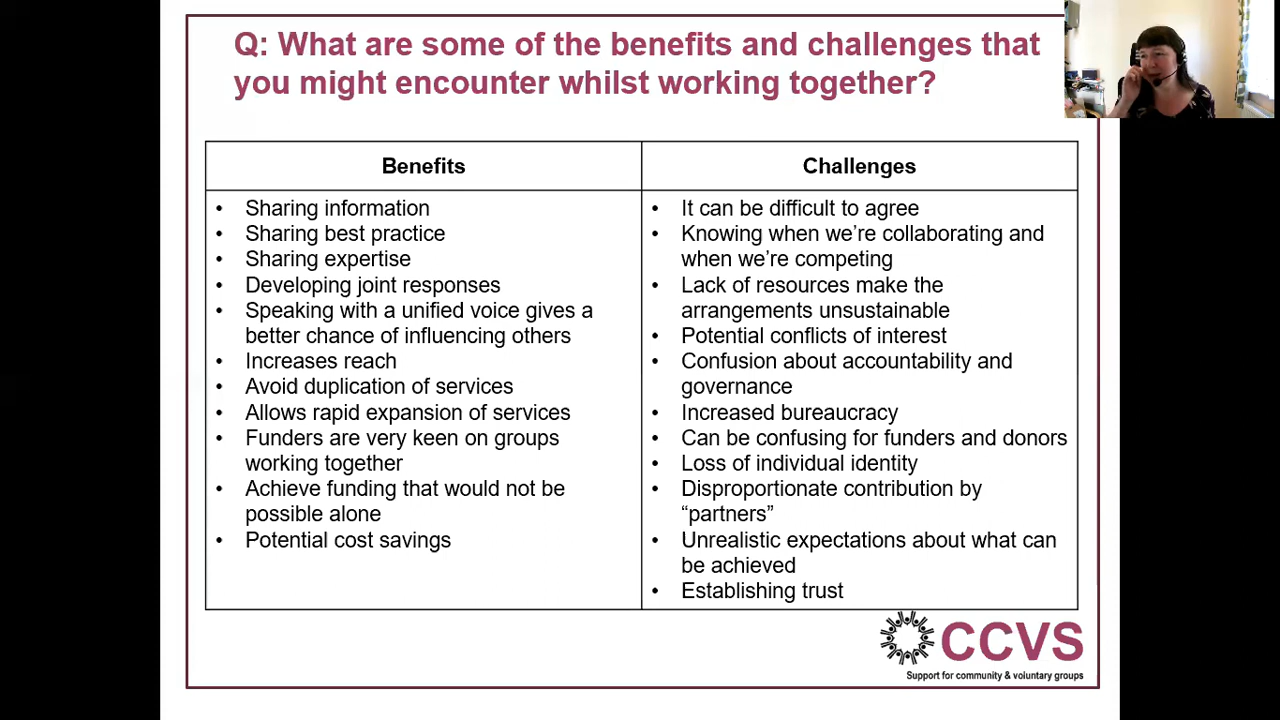 Q: What are some of the benefits and challenges that
you might encounter whilst working together?
Benefits
• Sharing information
• Sharing best practice
• Sharing expertise
• Developing joint responses
• Speaking with a unified voice gives a
better chance of influencing others
• Increases reach
• Avoid duplication of services
• Allows rapid expansion of services
• Funders are very keen on groups
working together
• Achieve funding that would not be
possible alone
• Potential cost savings
Challenges
• It can be difficult to agree
• Knowing when we’re collaborating and
when we’re competing
• Lack of resources make the
arrangements unsustainable
• Potential conflicts of interest
• Confusion about accountability and
governance
• Increased bureaucracy
• Can be confusing for funders and donors
• Loss of individual identity
• Disproportionate contribution by
“partners”
• Unrealistic expectations about what can
be achieved
• Establishing trust
CCVS
Support for community & voluntary groups